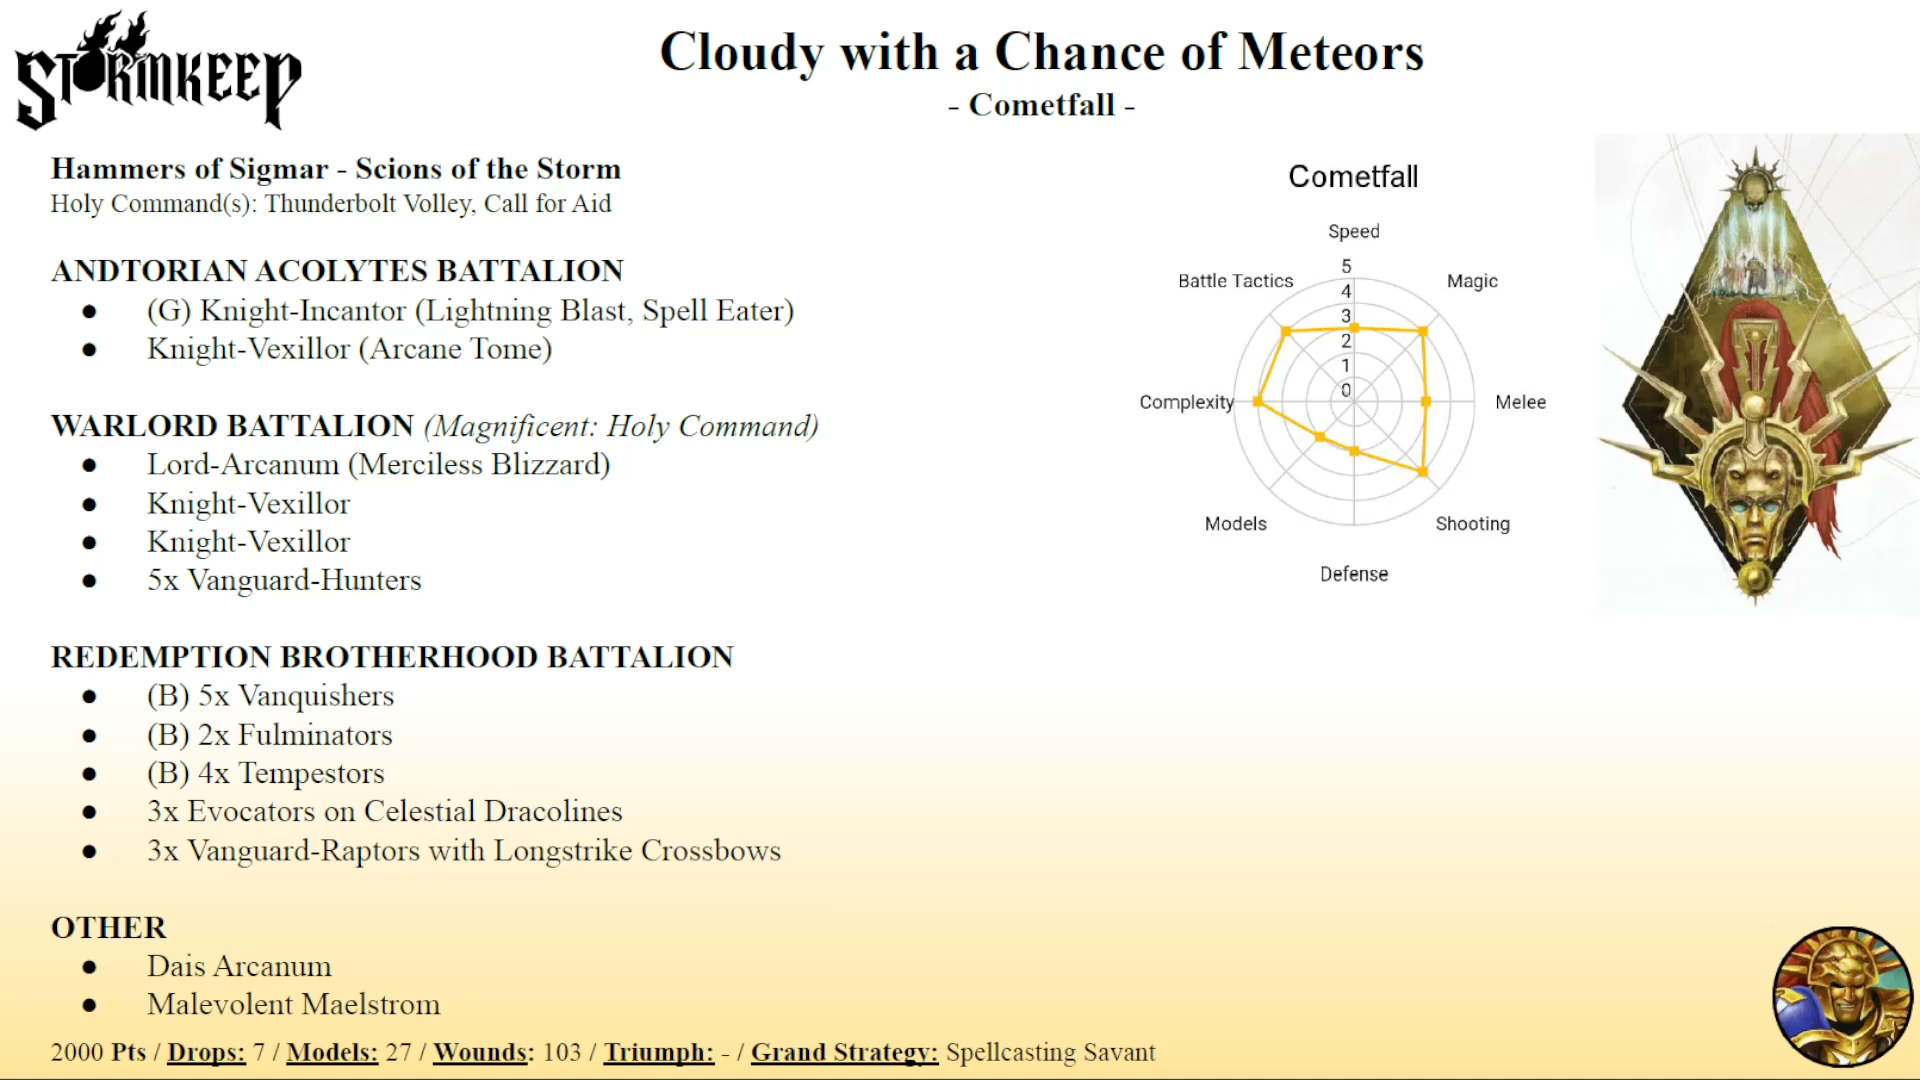 STORMKEEP
Cloudy with a Chance of Meteors
- Cometfall -
Hammers of Sigmar - Scions of the Storm
Holy Command(s): Thunderbolt Volley, Call for Aid
ANDTORIAN ACOLYTES BATTALION
● (G) Knight-Incantor (Lightning Blast, Spell Eater)
● Knight-Vexillor (Arcane Tome)
WARLORD BATTALION (Magnificent: Holy Command)
● Lord-Arcanum (Merciless Blizzard)
● Knight-Vexillor
● Knight-Vexillor
● 5x Vanguard-Hunters
REDEMPTION BROTHERHOOD BATTALION
● (B) 5x Vanquishers
● (B) 2x Fulminators
● (B) 4x Tempestors
● 3x Evocators on Celestial Dracolines
● 3x Vanguard-Raptors with Longstrike Crossbows
OTHER
● Dais Arcanum
● Malevolent Maelstrom
2000 Pts / Drops: 7 / Models: 27 / Wounds: 103 / Triumph: - / Grand Strategy: Spellcasting Savant
Cometfall
Speed
5
Battle Tactics
Magic
4
3
2
1
0
Complexity
Melee
Models
Shooting
Defense